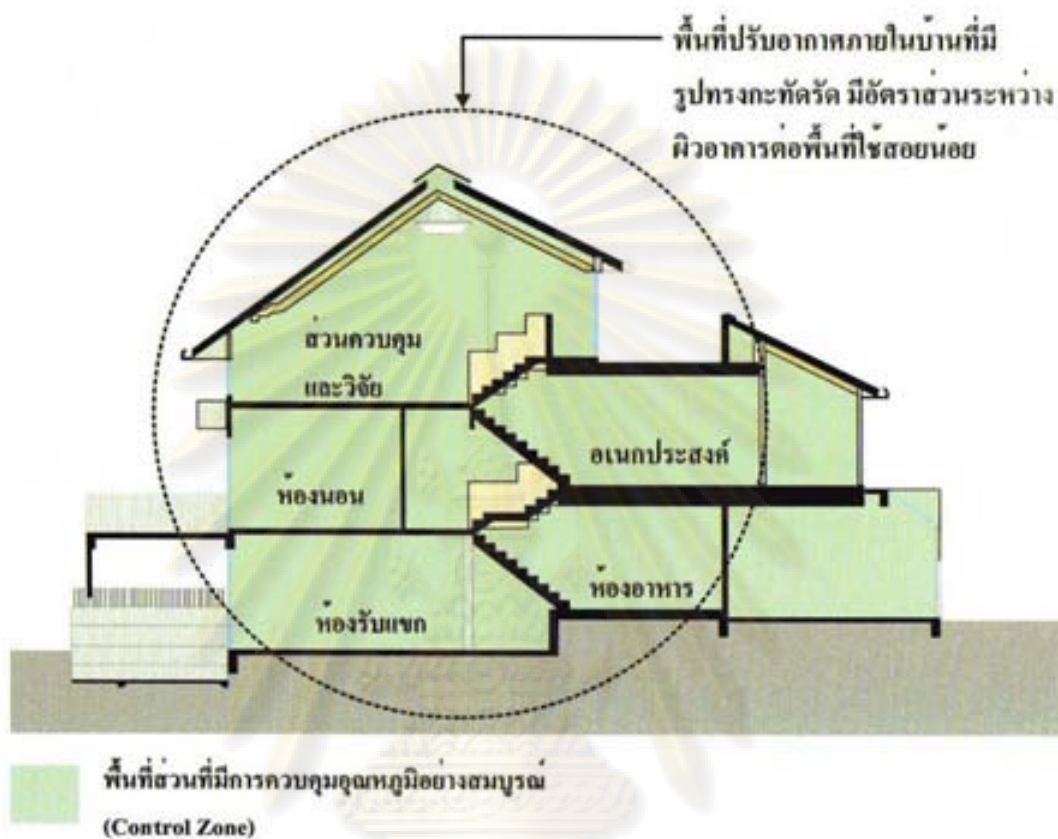 พื้นที่ปรับอากาศภายในบ้านที่มี
รูปทรงกะทัดรัด มีอัตราส่วนระหว่าง
ผิวอาคารต่อพื้นที่ใช้สอยน้อย
ส่วนควบคุม
และวิจัย
อเนกประสงค์
ห้องนอน
ห้องอาหาร
ห้องรับแขก
พื้นที่ส่วนที่มีการควบคุมอุณหภูมิอย่างสมบูรณ์
(Control Zone)